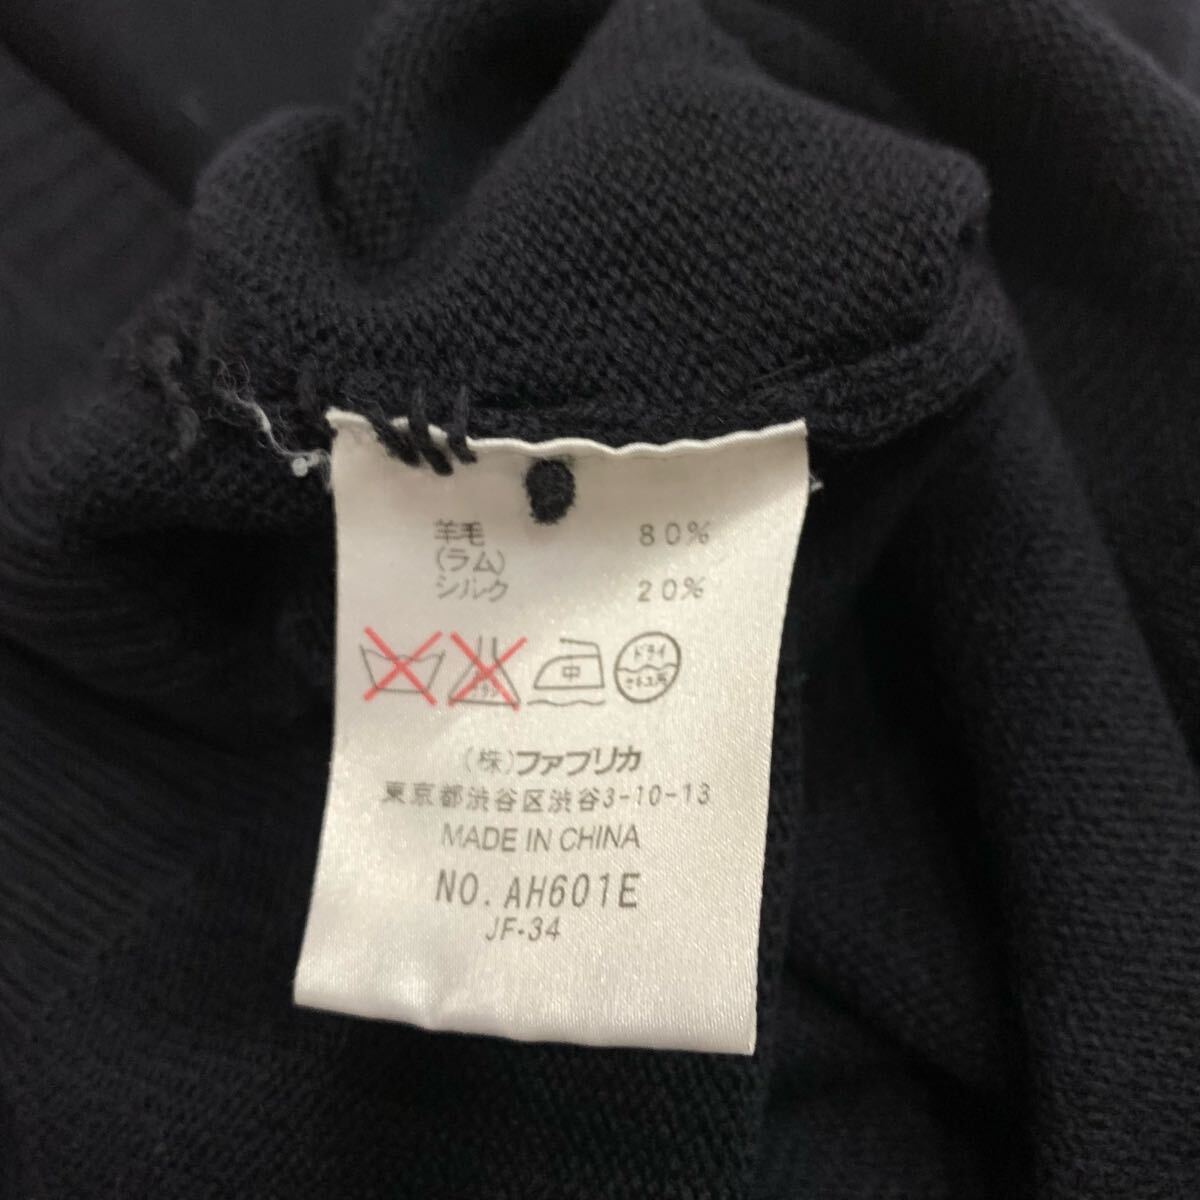 羊毛 80%
(ラム)
シルク 20%
中 ドライ
(株)ファブリカ
東京都渋谷区渋谷3-10-13
MADE IN CHINA
NO. AH601E
JF-34